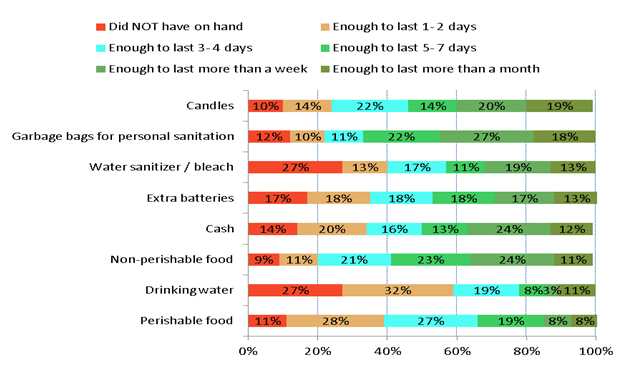 Did NOT have on hand Enough to last 1-2 days
Enough to last 3-4 days Enough to last 5-7 days
Enough to last more than a week Enough to last more than a month
Candles 10% 14% 22% 14% 20% 19%
Garbage bags for personal sanitation 12% 10% 11% 22% 27% 18%
Water sanitizer / bleach 27% 13% 17% 11% 19% 13%
Extra batteries 17% 18% 18% 18% 17% 13%
Cash 14% 20% 16% 13% 24% 12%
Non-perishable food 9% 11% 21% 23% 24% 11%
Drinking water 27% 32% 19% 8% 3% 11%
Perishable food 11% 28% 27% 19% 8% 8%
0% 20% 40% 60% 80% 100%